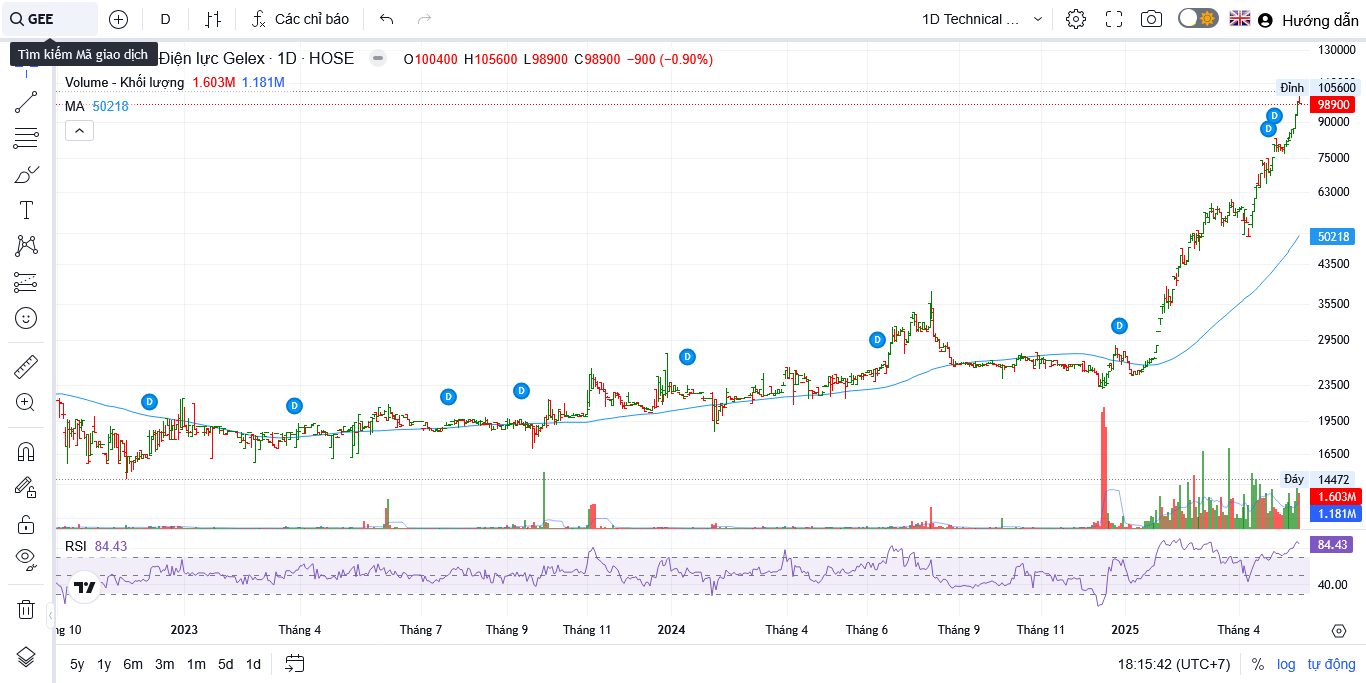 GEE
D
Các chỉ báo
1D Technical ...
Hướng dẫn
Tìm kiếm Mã giao dịch
Điện lực Gelex · 1D · HOSE
O100400 H105600 L98900 C98900 −900 (−0.90%)
Volume - Khối lượng 1.603M 1.181M
MA 50218
130000
Đỉnh 105600
98900
90000
75000
63000
50218
43500
35500
29500
23500
19500
16500
Đáy 14472
1.603M
1.181M
D
D
D
D
D
D
D
D
D
RSI 84.43
84.43
40.00
ng 10
2023
Tháng 4
Tháng 7
Tháng 9
Tháng 11
2024
Tháng 4
Tháng 6
Tháng 9
Tháng 11
2025
Tháng 4
5y 1y 6m 3m 1m 5d 1d
18:15:42 (UTC+7)
%
log
tự động